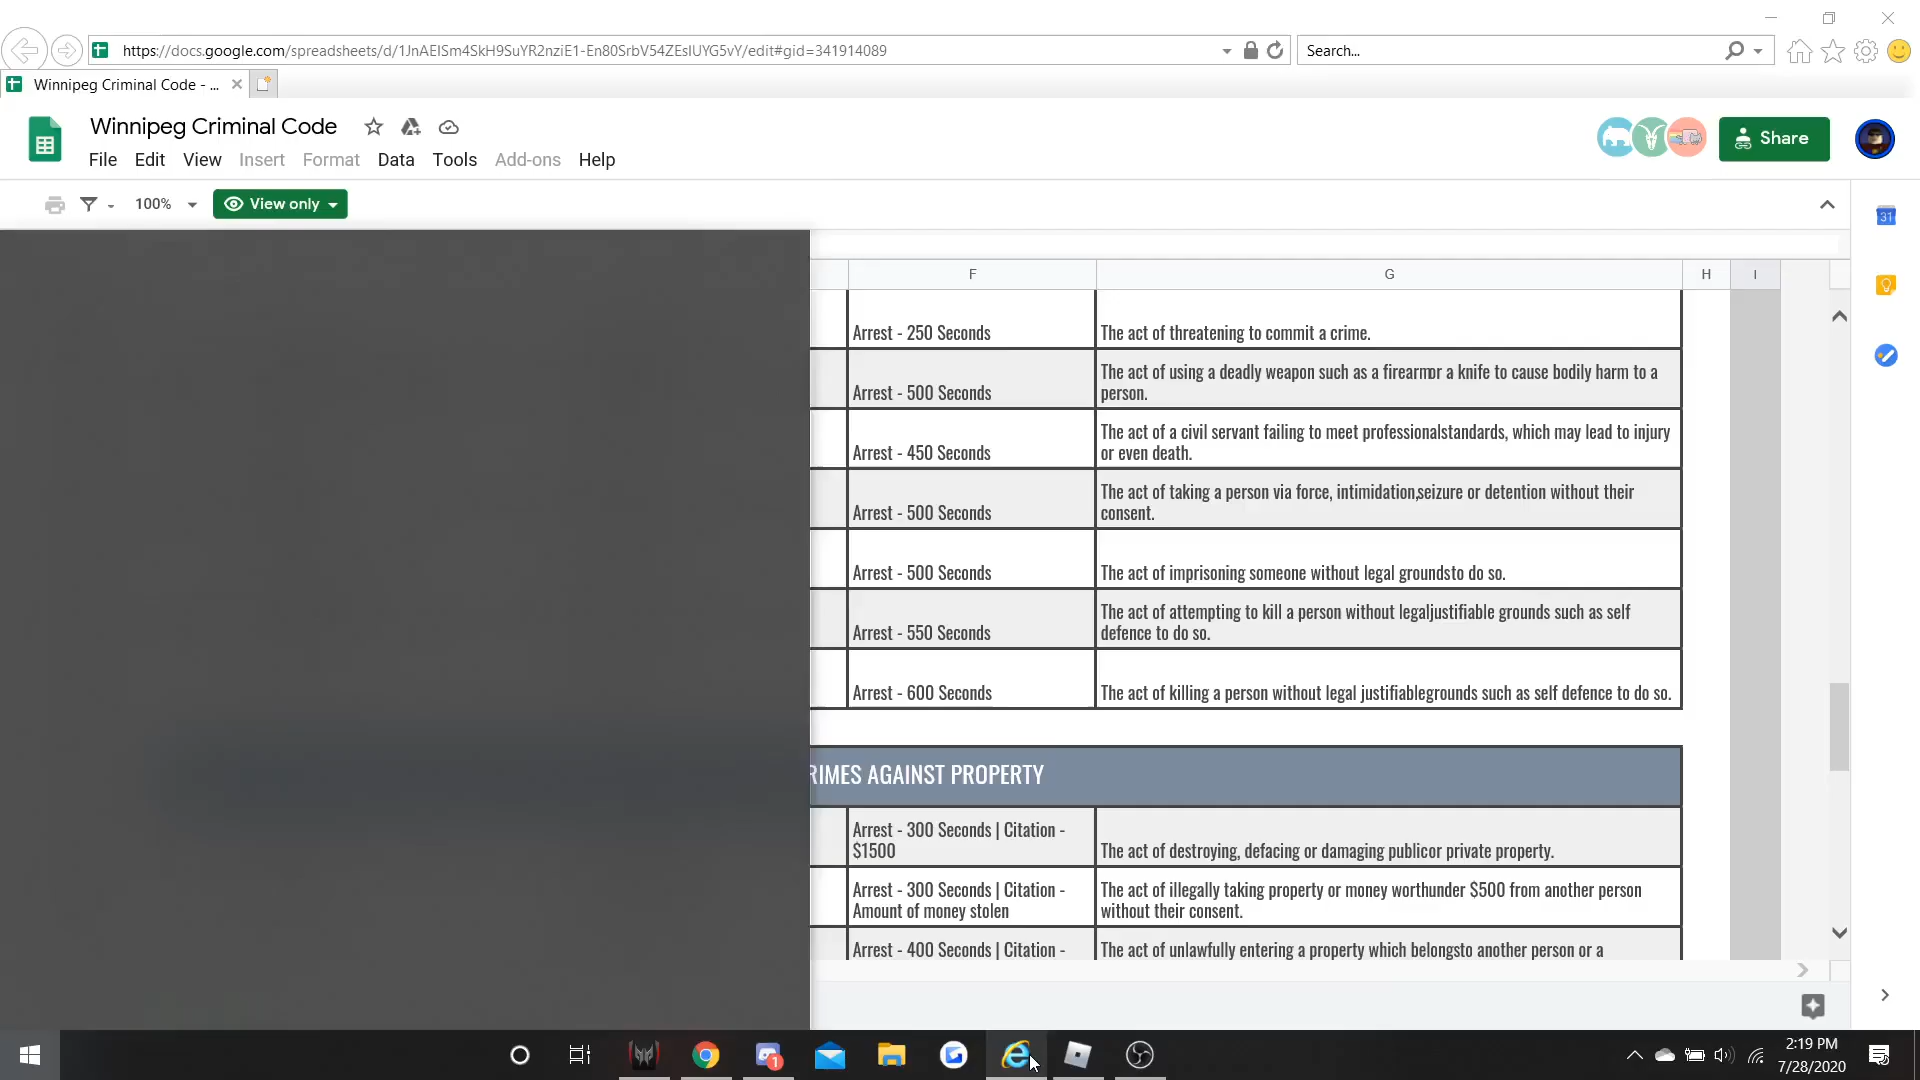 https://docs.google.com/spreadsheets/d/1JnAEISm4SkH9SuYR2nziE1-En80SrbV54ZEsIUYG5vY/edit#gid=341914089
Search...
Winnipeg Criminal Code - ...
Winnipeg Criminal Code
File Edit View Insert Format Data Tools Add-ons Help
Share
100%
View only
31
F G H I
Arrest - 250 Seconds
The act of threatening to commit a crime.
Arrest - 500 Seconds
The act of using a deadly weapon such as a firearmor a knife to cause bodily harm to a
person.
Arrest - 450 Seconds
The act of a civil servant failing to meet professionalstandards, which may lead to injury
or even death.
Arrest - 500 Seconds
The act of taking a person via force, intimidation,seizure or detention without their
consent.
Arrest - 500 Seconds
The act of imprisoning someone without legal groundsto do so.
Arrest - 550 Seconds
The act of attempting to kill a person without legaljustifiable grounds such as self
defence to do so.
Arrest - 600 Seconds
The act of killing a person without legal justifiablegrounds such as self defence to do so.
RIMES AGAINST PROPERTY
Arrest - 300 Seconds | Citation -
$1500
The act of destroying, defacing or damaging publicor private property.
Arrest - 300 Seconds | Citation -
Amount of money stolen
The act of illegally taking property or money worthunder $500 from another person
without their consent.
Arrest - 400 Seconds | Citation -
The act of unlawfully entering a property which belongsto another person or a
1
2:19 PM
7/28/2020